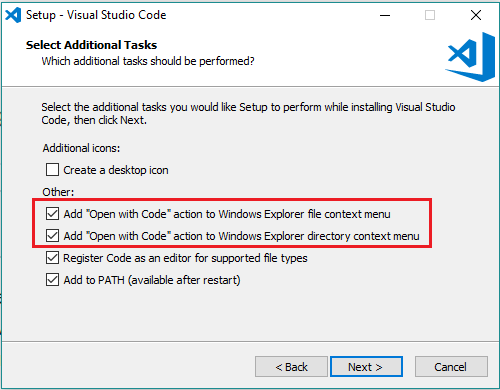 Setup - Visual Studio Code
Select Additional Tasks
Which additional tasks should be performed?
Select the additional tasks you would like Setup to perform while installing Visual Studio
Code, then click Next.
Additional icons:
Create a desktop icon
Other:
Add "Open with Code" action to Windows Explorer file context menu
Add "Open with Code" action to Windows Explorer directory context menu
Register Code as an editor for supported file types
Add to PATH (available after restart)
< Back Next > Cancel